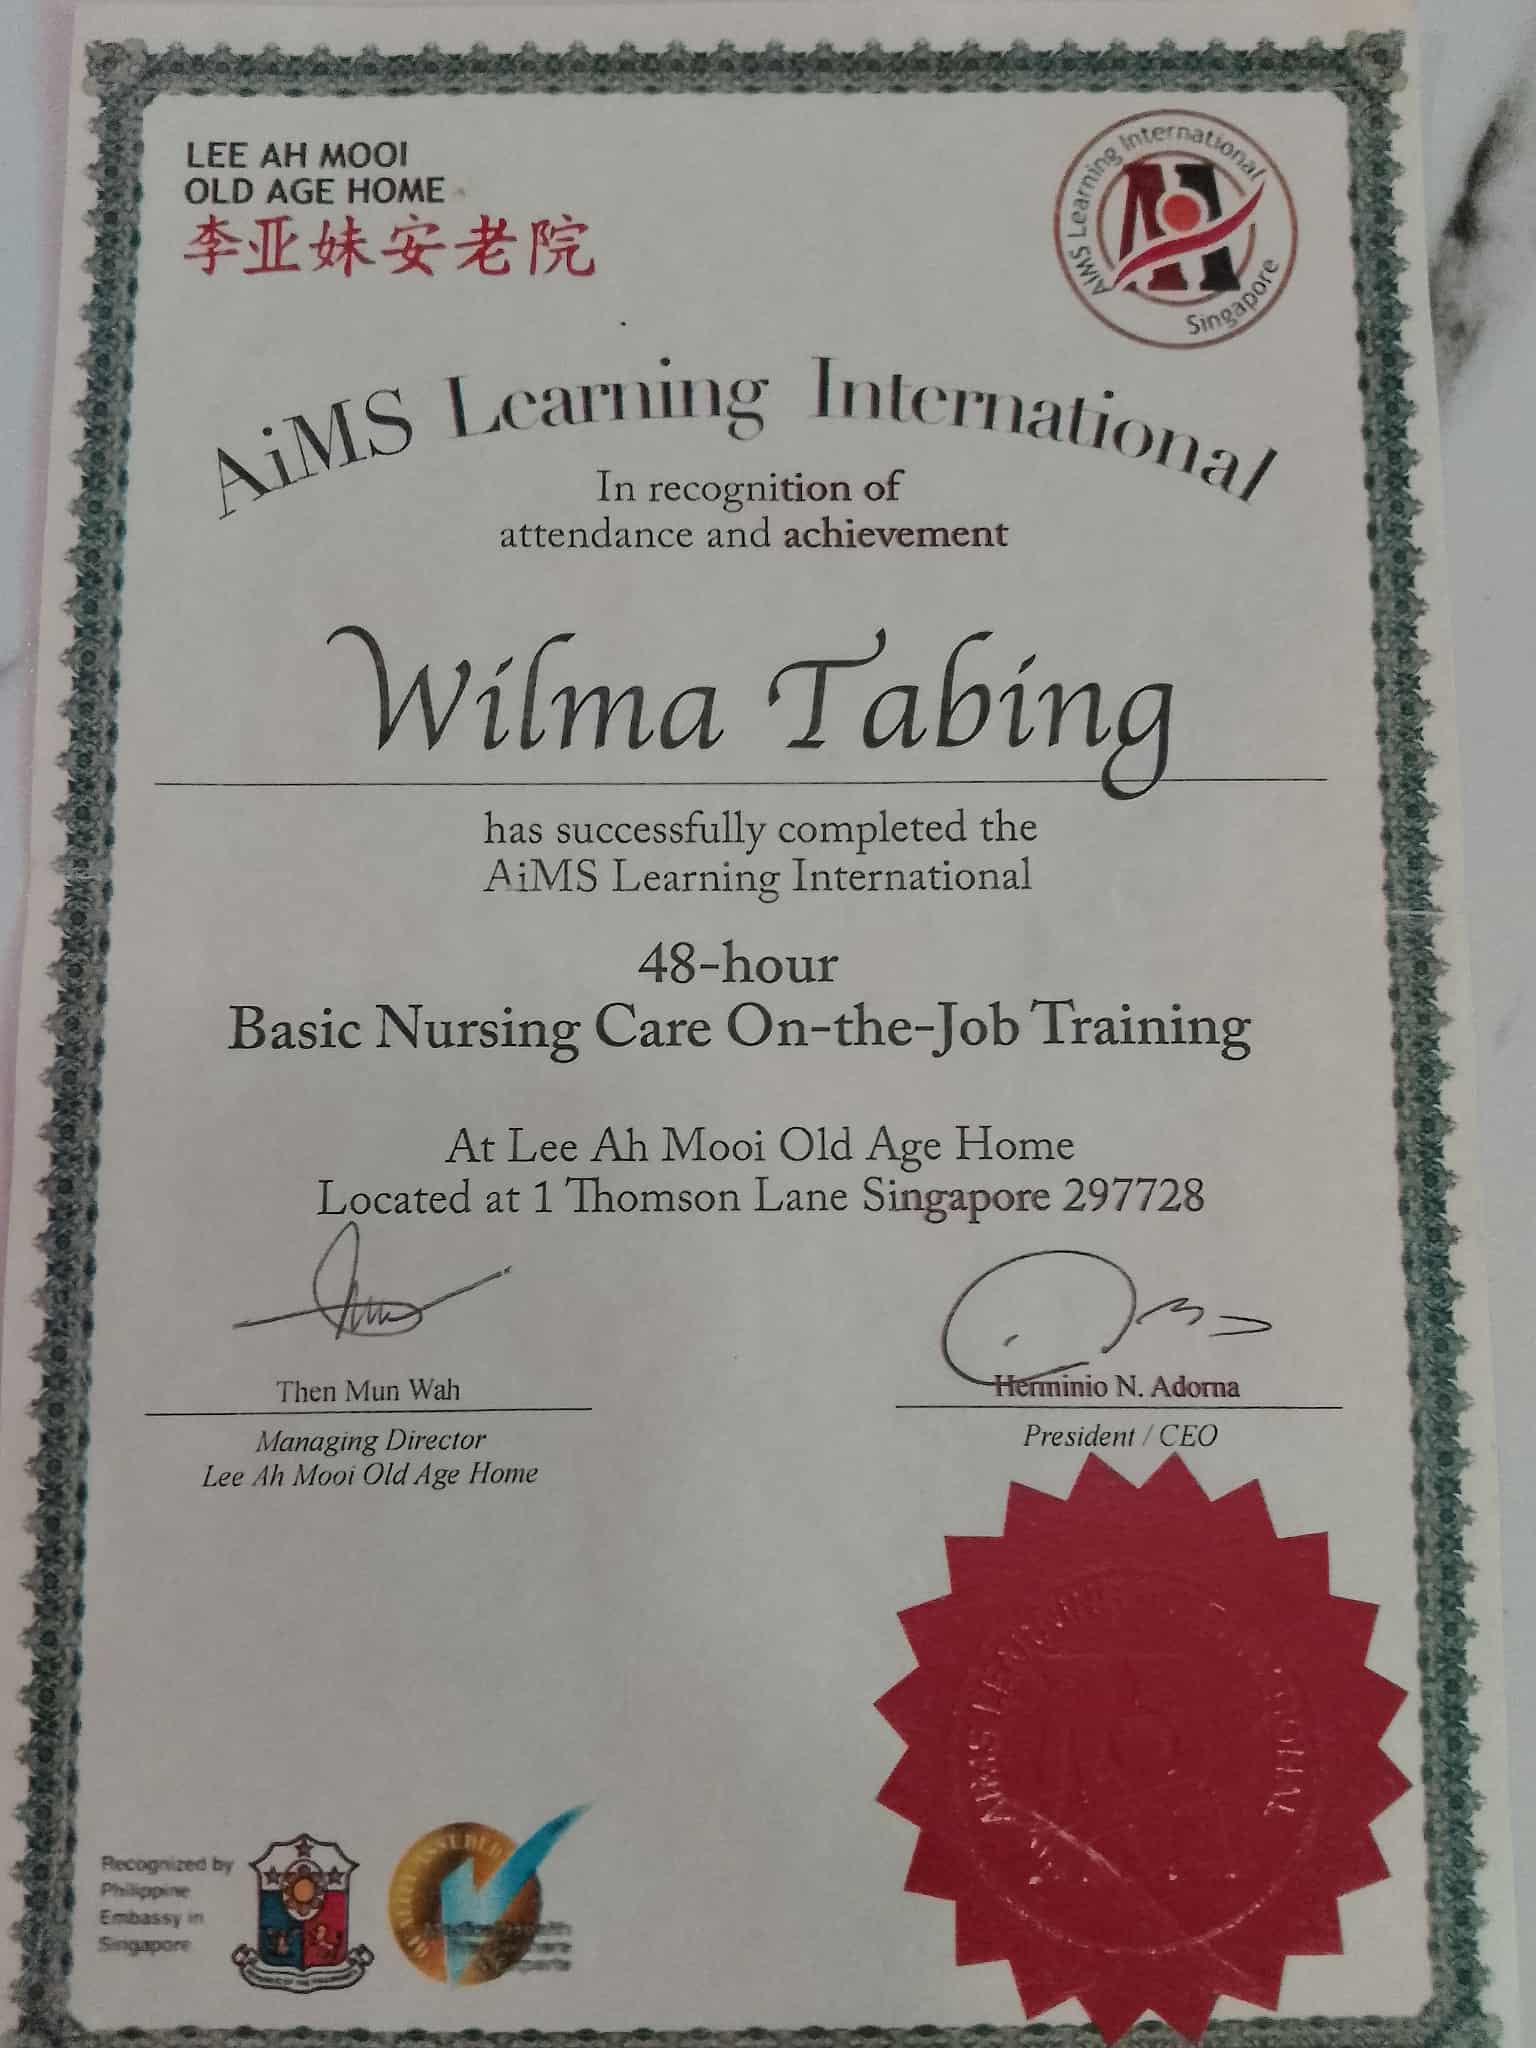 LEE AH MOOI
OLD AGE HOME
李亚妹安老院
AiMS Learning International
Singapore
AiMS Learning International
In recognition of
attendance and achievement
Wilma Tabing
has successfully completed the
AiMS Learning International
48-hour
Basic Nursing Care On-the-Job Training
At Lee Ah Mooi Old Age Home
Located at 1 Thomson Lane Singapore 297728
Then Mun Wah
Managing Director
Lee Ah Mooi Old Age Home
Herminio N. Adorna
President / CEO
AiMS
Recognized by
Philippine
Embassy in
Singapore